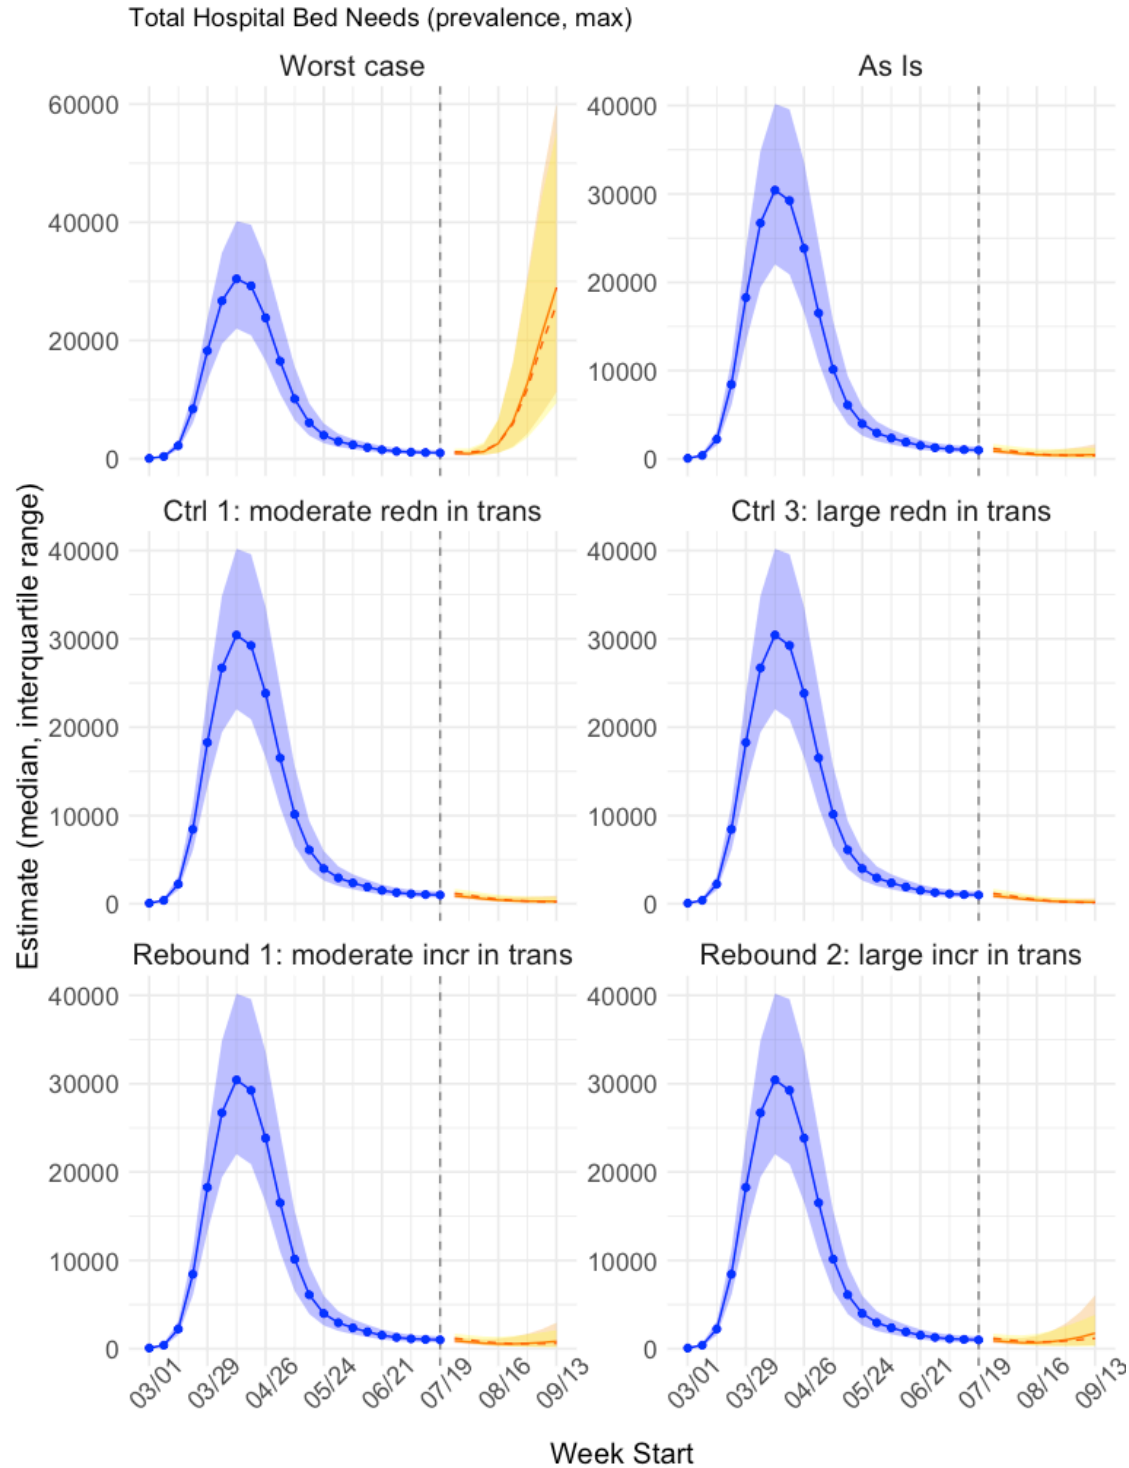 Total Hospital Bed Needs (prevalence, max)
Worst case
As Is
60000
40000
20000
0
40000
30000
20000
10000
0
Ctrl 1: moderate redn in trans
Ctrl 3: large redn in trans
40000
30000
20000
10000
0
40000
30000
20000
10000
0
Estimate (median, interquartile range)
Rebound 1: moderate incr in trans
Rebound 2: large incr in trans
40000
30000
20000
10000
0
40000
30000
20000
10000
0
03/01 03/29 04/26 05/24 06/21 07/19 08/16 09/13
03/01 03/29 04/26 05/24 06/21 07/19 08/16 09/13
Week Start